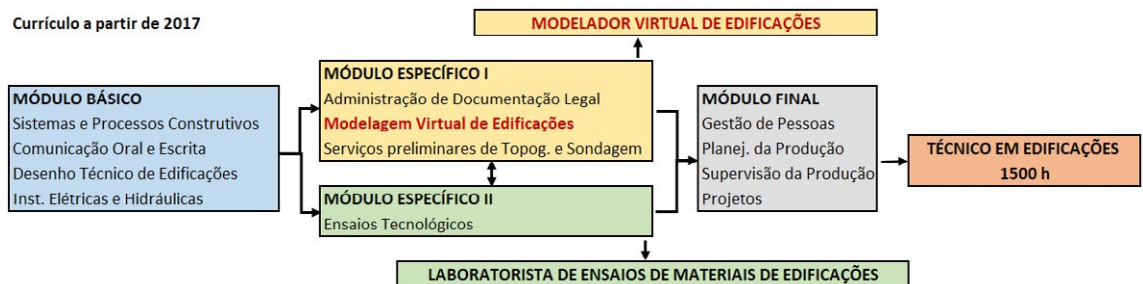 Currículo a partir de 2017
MODELADOR VIRTUAL DE EDIFICAÇÕES
MÓDULO BÁSICO
Sistemas e Processos Construtivos
Comunicação Oral e Escrita
Desenho Técnico de Edificações
Inst. Elétricas e Hidráulicas
MÓDULO ESPECÍFICO I
Administração de Documentação Legal
Modelagem Virtual de Edificações
Serviços preliminares de Topog. e Sondagem
MÓDULO ESPECÍFICO II
Ensaios Tecnológicos
MÓDULO FINAL
Gestão de Pessoas
Planej. da Produção
Supervisão da Produção
Projetos
TÉCNICO EM EDIFICAÇÕES
1500 h
LABORATORISTA DE ENSAIOS DE MATERIAIS DE EDIFICAÇÕES